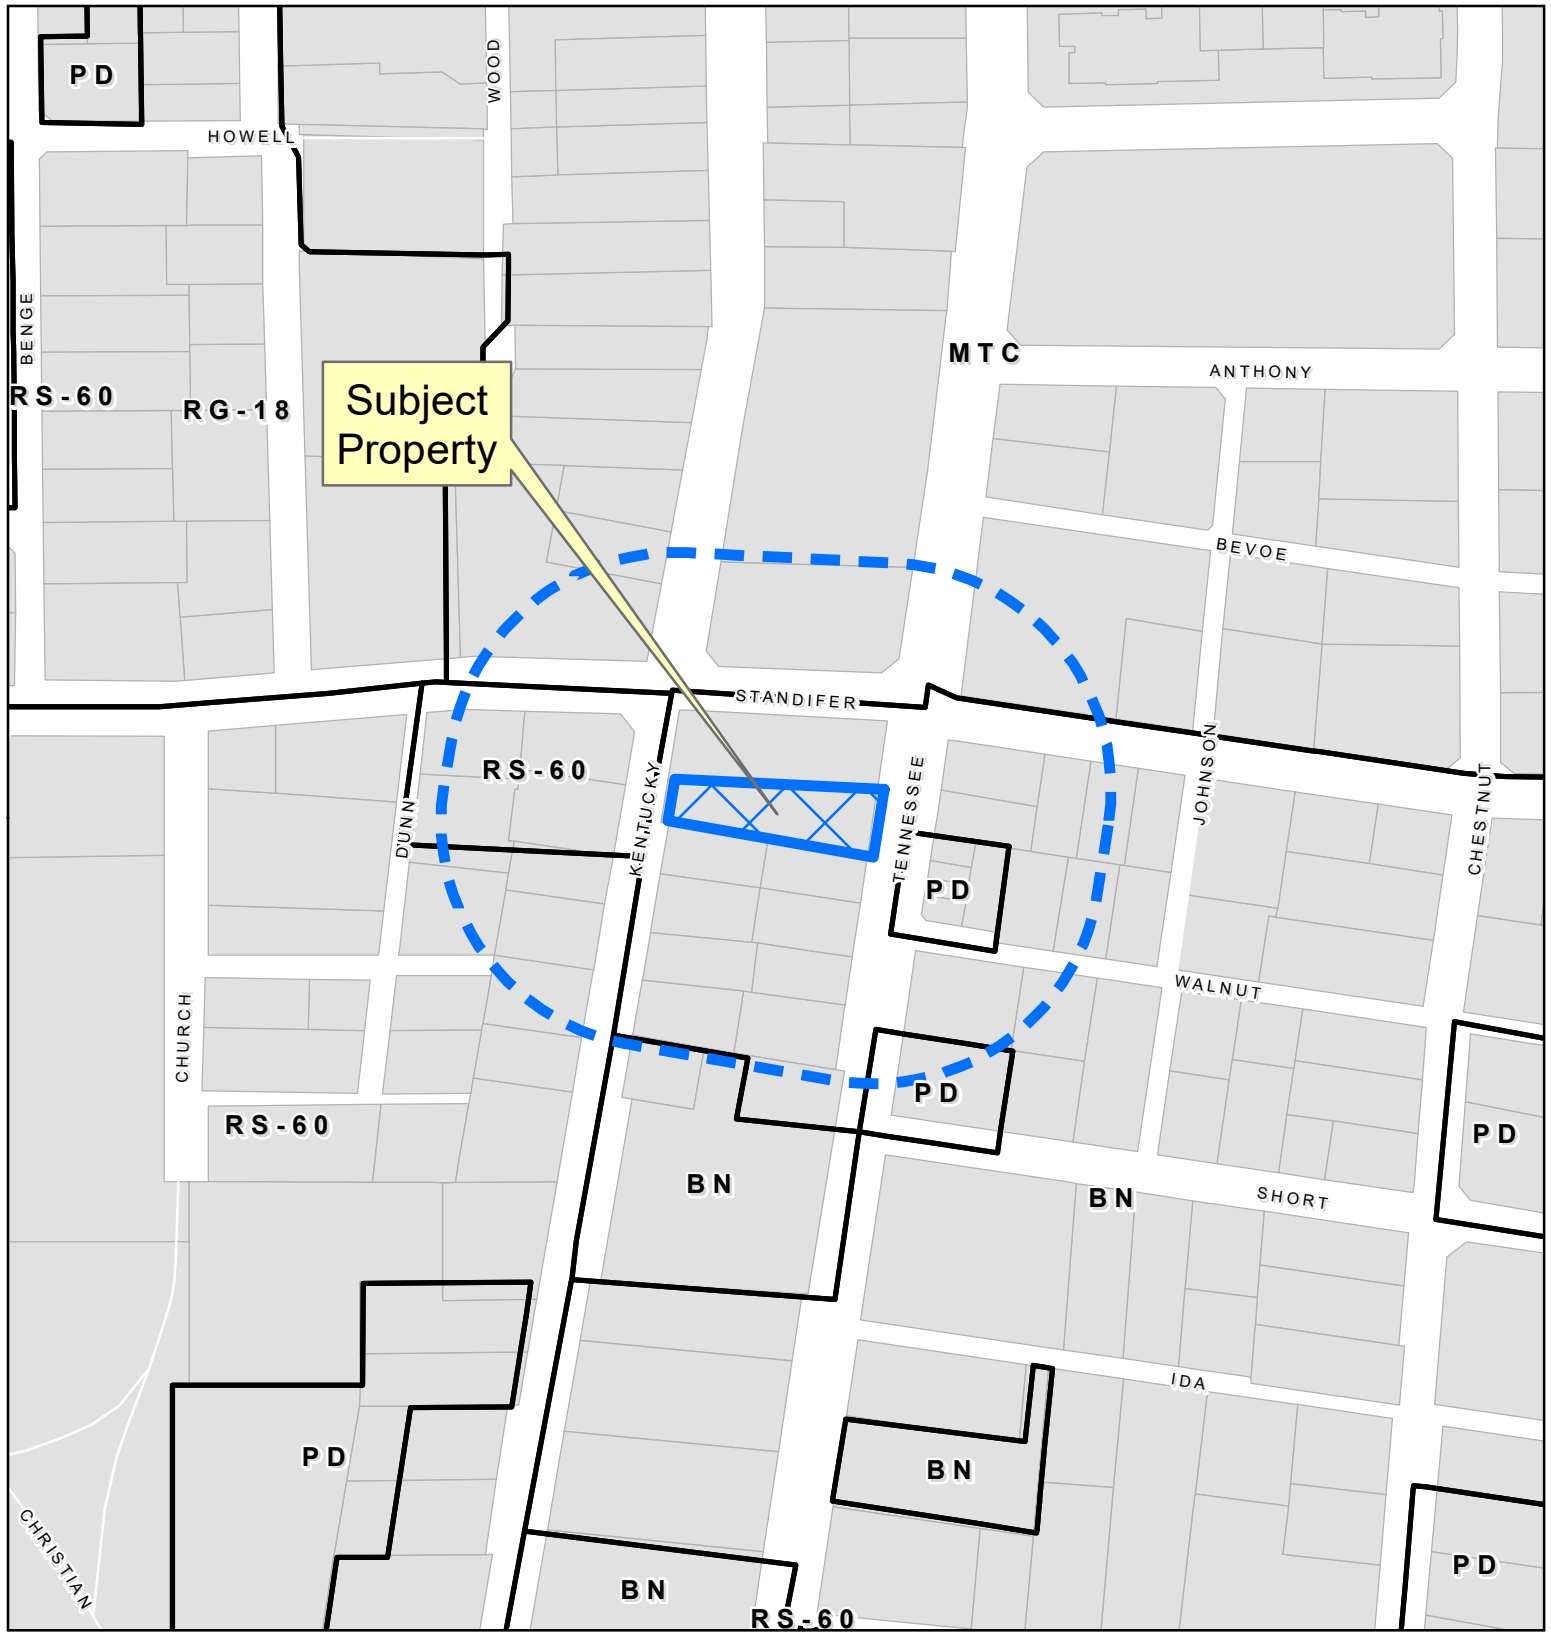 PD
WOOD
HOWELL
BENGE
RS-60
RG-18
Subject
Property
MTC
ANTHONY
BEVOE
STANDIFER
RS-60
DUNN
KENTUCKY
TENNESSEE
JOHNSON
CHESTNUT
PD
WALNUT
CHURCH
PD
RS-60
PD
BN
BN
SHORT
IDA
PD
BN
CHRISTIAN
BN
PD
RS-60